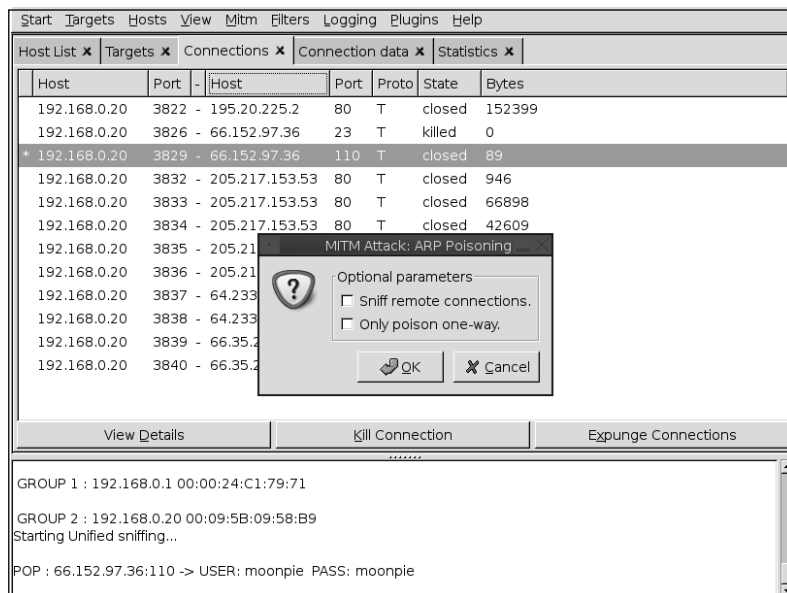 Start Targets Hosts View Mitm Filters Logging Plugins Help
Host List x Targets x Connections x Connection data x Statistics x
Host Port - Host Port Proto State Bytes
192.168.0.20 3822 - 195.20.225.2 80 T closed 152399
192.168.0.20 3826 - 66.152.97.36 23 T killed 0
* 192.168.0.20 3829 - 66.152.97.36 110 T closed 89
192.168.0.20 3832 - 205.217.153.53 80 T closed 946
192.168.0.20 3833 - 205.217.153.53 80 T closed 66898
192.168.0.20 3834 - 205.217.153.53 80 T closed 42609
192.168.0.20 3835 - 205.21
192.168.0.20 3836 - 205.21
192.168.0.20 3837 - 64.233
192.168.0.20 3838 - 64.233
192.168.0.20 3839 - 66.35.2
192.168.0.20 3840 - 66.35.2
MITM Attack: ARP Poisoning
Optional parameters
Sniff remote connections.
Only poison one-way.
OK Cancel
View Details Kill Connection Expunge Connections
GROUP 1 : 192.168.0.1 00:00:24:C1:79:71
GROUP 2 : 192.168.0.20 00:09:5B:09:58:B9
Starting Unified sniffing...
POP : 66.152.97.36:110 -> USER: moonpie PASS: moonpie